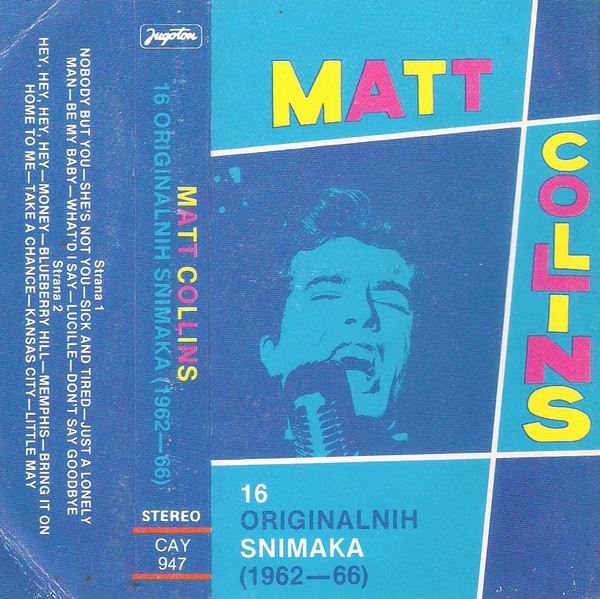 Strana 1
NOBODY BUT YOU—SHE'S NOT YOU—SICK AND TIRED—JUST A LONELY
MAN—BE MY BABY—WHAT'D I SAY—LUCILLE—DON'T SAY GOODBYE
Strana 2
HEY, HEY, HEY, HEY—MONEY—BLUEBERRY HILL—MEMPHIS—BRING IT ON
HOME TO ME—TAKE A CHANCE—KANSAS CITY—LITTLE MAY
Jugoton
MATT COLLINS
16 ORIGINALNIH SNIMAKA (1962—66)
STEREO
CAY
947
MATT
COLLINS
16
ORIGINALNIH
SNIMAKA
(1962—66)